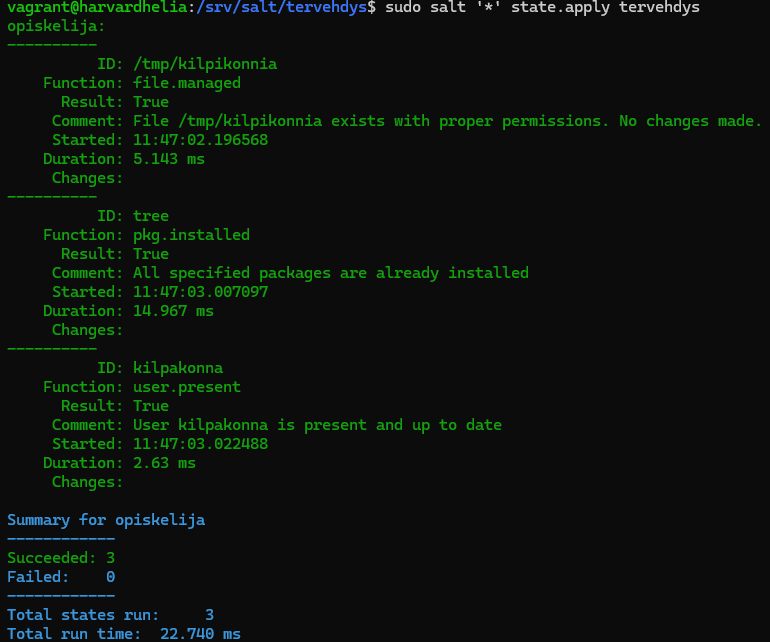 vagrant@harvardhelia:/srv/salt/tervehdys$ sudo salt '*' state.apply tervehdys
opiskelija:
----------
          ID: /tmp/kilpikonnia
    Function: file.managed
      Result: True
     Comment: File /tmp/kilpikonnia exists with proper permissions. No changes made.
     Started: 11:47:02.196568
    Duration: 5.143 ms
     Changes:
----------
          ID: tree
    Function: pkg.installed
      Result: True
     Comment: All specified packages are already installed
     Started: 11:47:03.007097
    Duration: 14.967 ms
     Changes:
----------
          ID: kilpakonna
    Function: user.present
      Result: True
     Comment: User kilpakonna is present and up to date
     Started: 11:47:03.022488
    Duration: 2.63 ms
     Changes:

Summary for opiskelija
------------
Succeeded: 3
Failed:    0
------------
Total states run:     3
Total run time:  22.740 ms